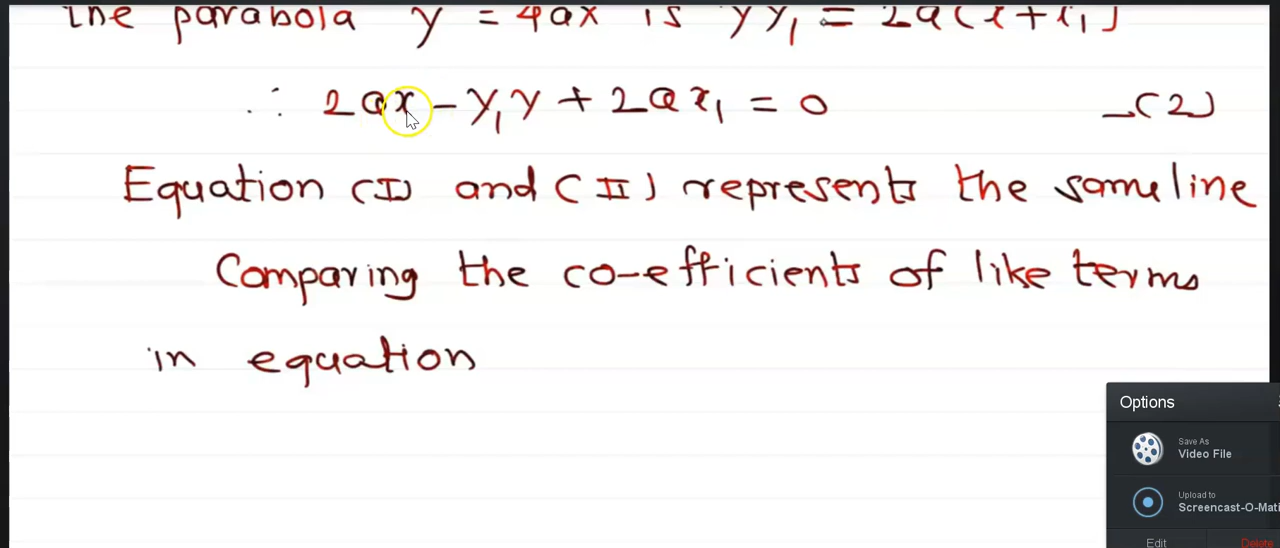 the parabola y = 4ax is yy₁ = 2a(x+x₁)
∴ 2ax - y₁y + 2ax₁ = 0 _(2)
Equation (I) and (II) represents the same line
Comparing the co-efficients of like terms
in equation
Options
Save As
Video File
Upload to
Screencast-O-Mati
Edit
Delete